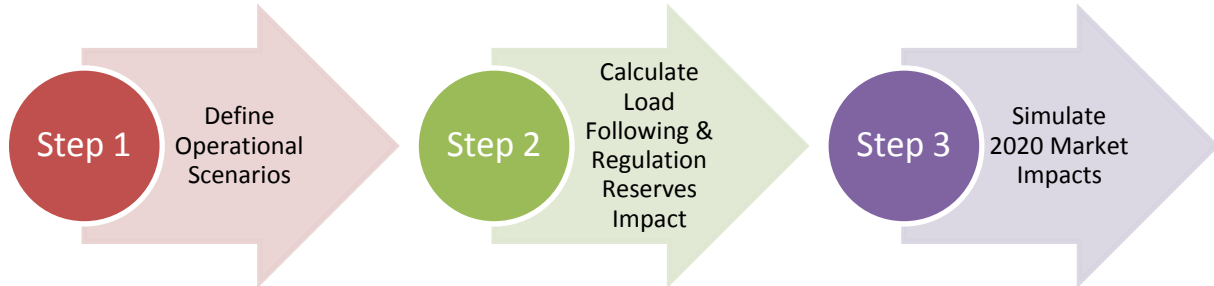 Step 1
Define
Operational
Scenarios
Step 2
Calculate
Load
Following &
Regulation
Reserves
Impact
Step 3
Simulate
2020 Market
Impacts